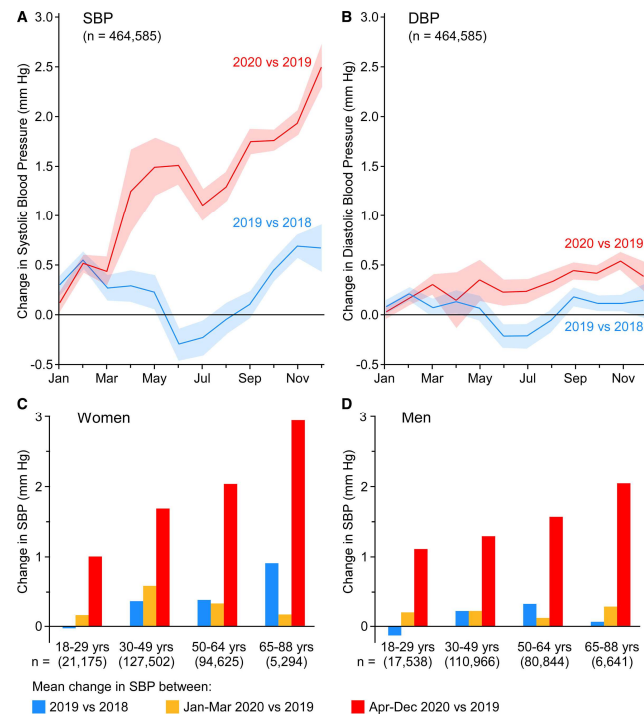 A
SBP
(n = 464,585)
Change in Systolic Blood Pressure (mm Hg)
3.0
2.5
2.0
1.5
1.0
0.5
0.0
-0.5
2020 vs 2019
2019 vs 2018
Jan Mar May Jul Sep Nov
B
DBP
(n = 464,585)
Change in Diastolic Blood Pressure (mm Hg)
3.0
2.5
2.0
1.5
1.0
0.5
0.0
-0.5
2020 vs 2019
2019 vs 2018
Jan Mar May Jul Sep Nov
C
Women
Change in SBP (mm Hg)
3
2
1
0
18-29 yrs 30-49 yrs 50-64 yrs 65-88 yrs
n = (21,175) (127,502) (94,625) (5,294)
D
Men
Change in SBP (mm Hg)
3
2
1
0
18-29 yrs 30-49 yrs 50-64 yrs 65-88 yrs
n = (17,538) (110,966) (80,844) (6,641)
Mean change in SBP between:
2019 vs 2018 Jan-Mar 2020 vs 2019 Apr-Dec 2020 vs 2019